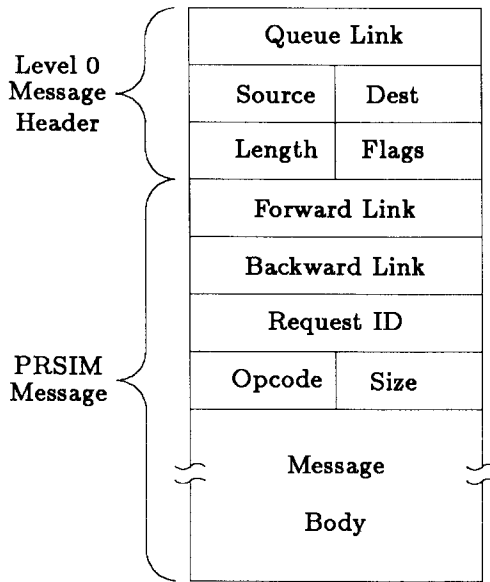 Queue Link
Level 0
Message
Header
Source Dest
Length Flags
Forward Link
Backward Link
Request ID
PRSIM
Message
Opcode Size
Message
Body